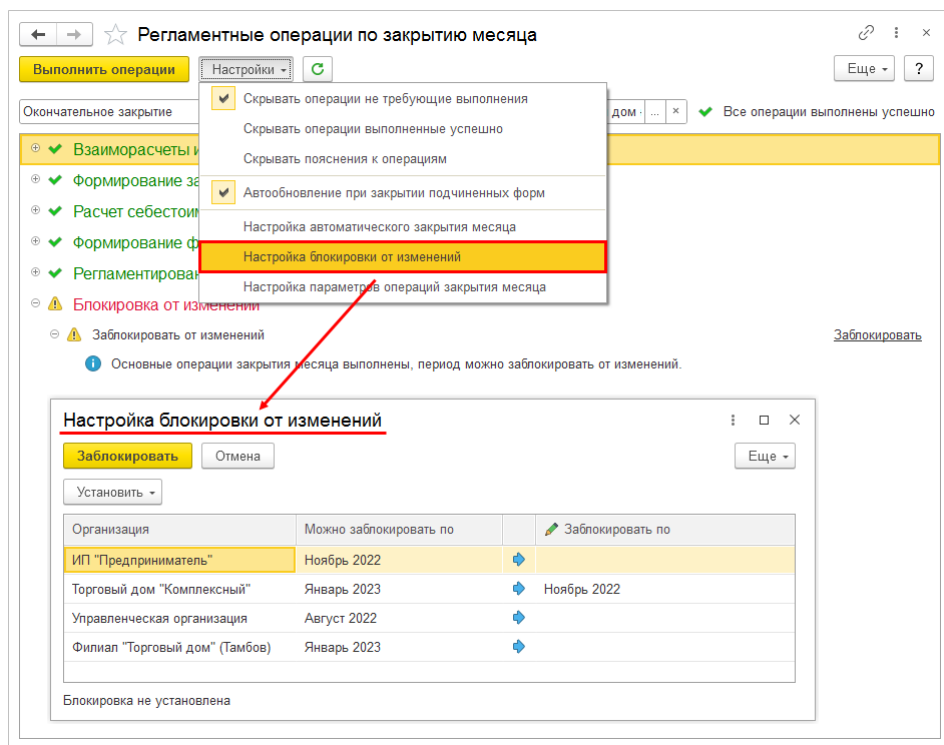 Регламентные операции по закрытию месяца
Выполнить операции Настройки Еще ?
Скрывать операции не требующие выполнения
Окончательное закрытие дом ... × Все операции выполнены успешно
Скрывать операции выполненные успешно
Взаиморасчеты и
Скрывать пояснения к операциям
Формирование за
Автообновление при закрытии подчиненных форм
Расчет себестоим
Настройка автоматического закрытия месяца
Формирование ф
Настройка блокировки от изменений
Регламентирован
Настройка параметров операций закрытия месяца
Блокировка от изменений
Заблокировать от изменений Заблокировать
Основные операции закрытия месяца выполнены, период можно заблокировать от изменений.
Настройка блокировки от изменений
Заблокировать Отмена Еще
Установить
Организация Можно заблокировать по Заблокировать по
ИП "Предприниматель" Ноябрь 2022
Торговый дом "Комплексный" Январь 2023 Ноябрь 2022
Управленческая организация Август 2022
Филиал "Торговый дом" (Тамбов) Январь 2023
Блокировка не установлена